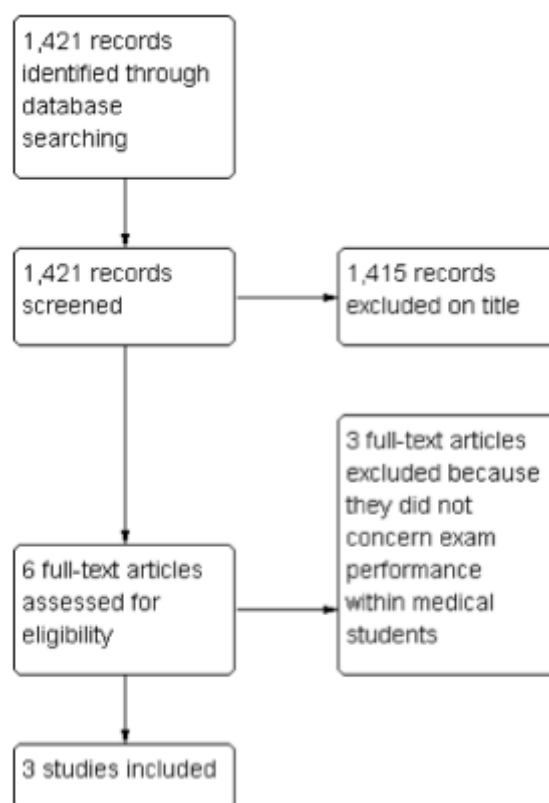 1,421 records
identified through
database
searching
1,421 records
screened
1,415 records
excluded on title
3 full-text articles
excluded because
they did not
concern exam
performance
within medical
students
6 full-text articles
assessed for
eligibility
3 studies included